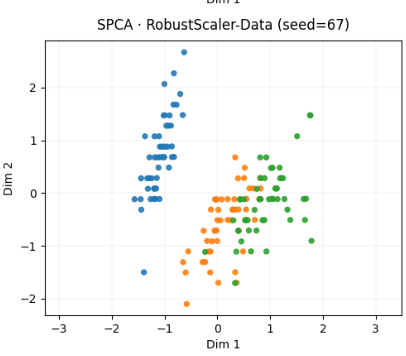 Dim 1
SPCA · RobustScaler-Data (seed=67)
Dim 2
2
1
0
−1
−2
−3 −2 −1 0 1 2 3
Dim 1